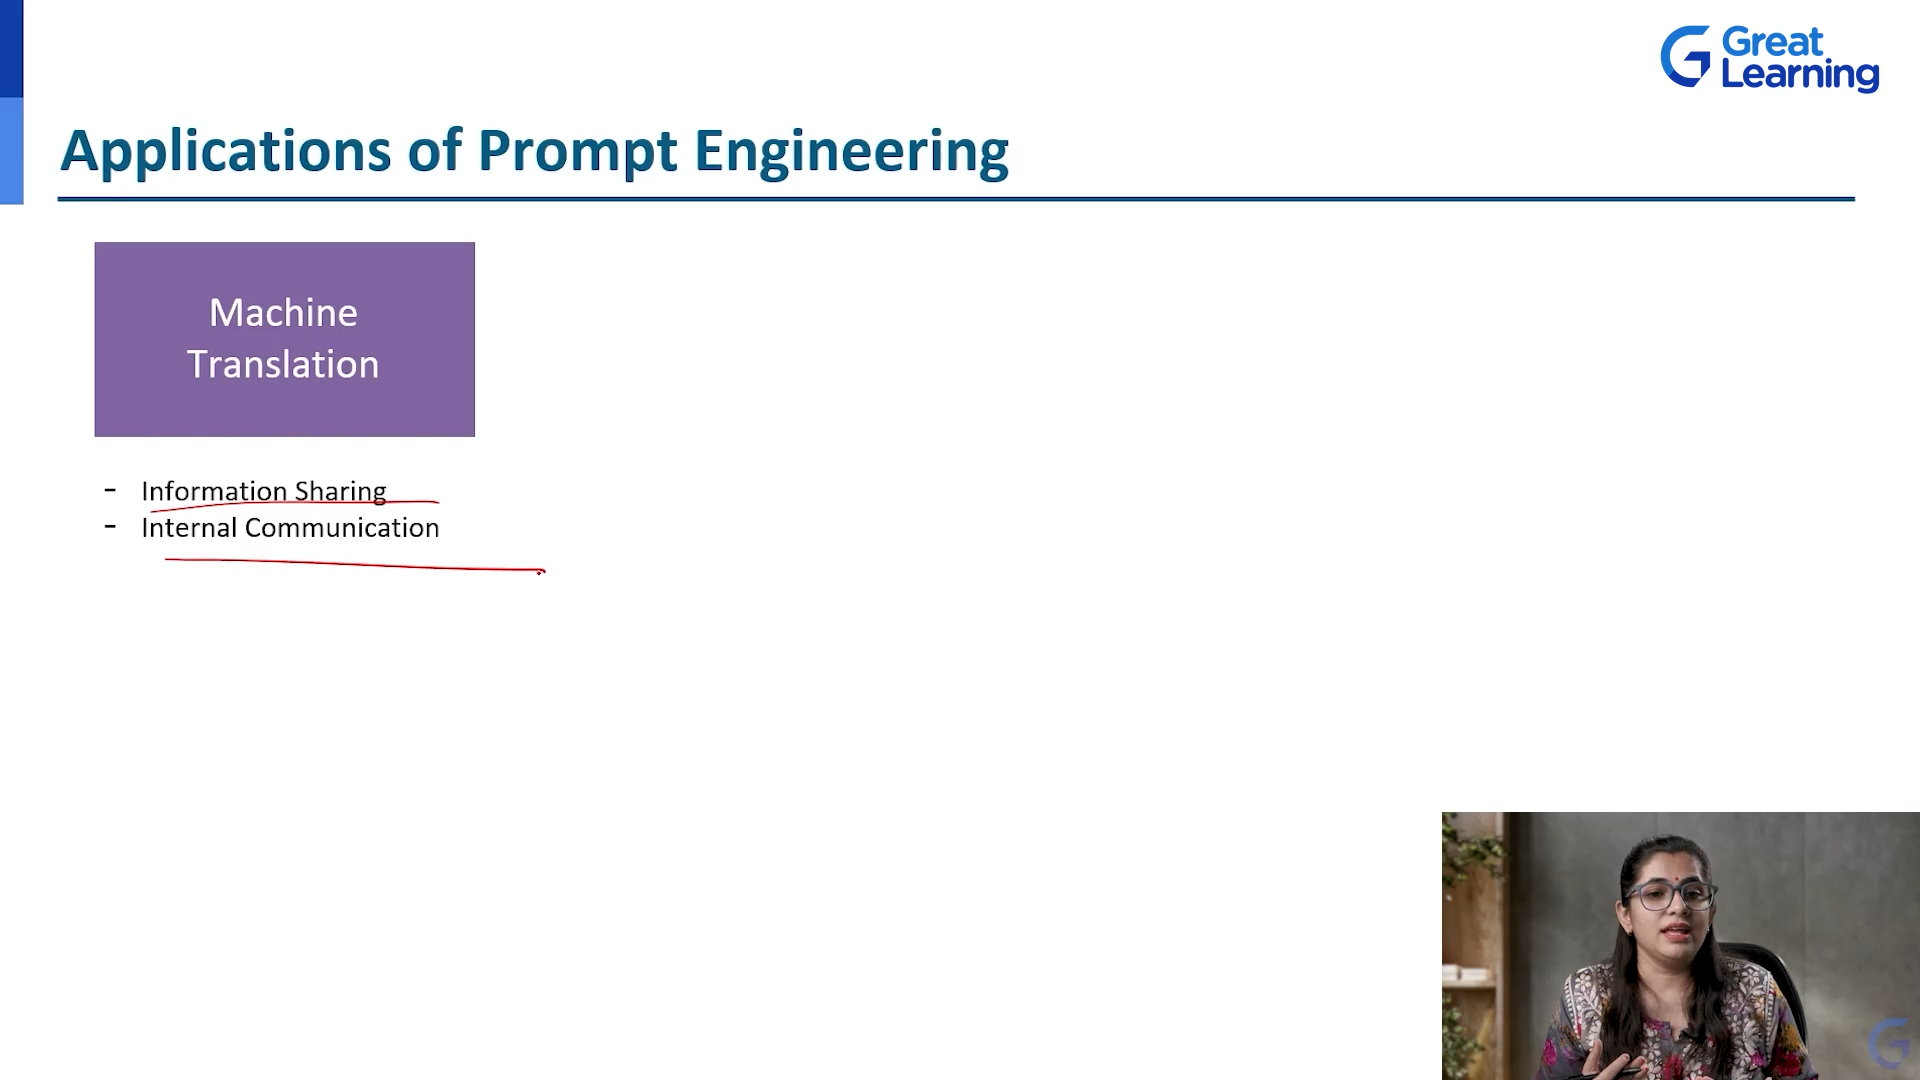 Great
Learning
Applications of Prompt Engineering
Machine
Translation
- Information Sharing
- Internal Communication